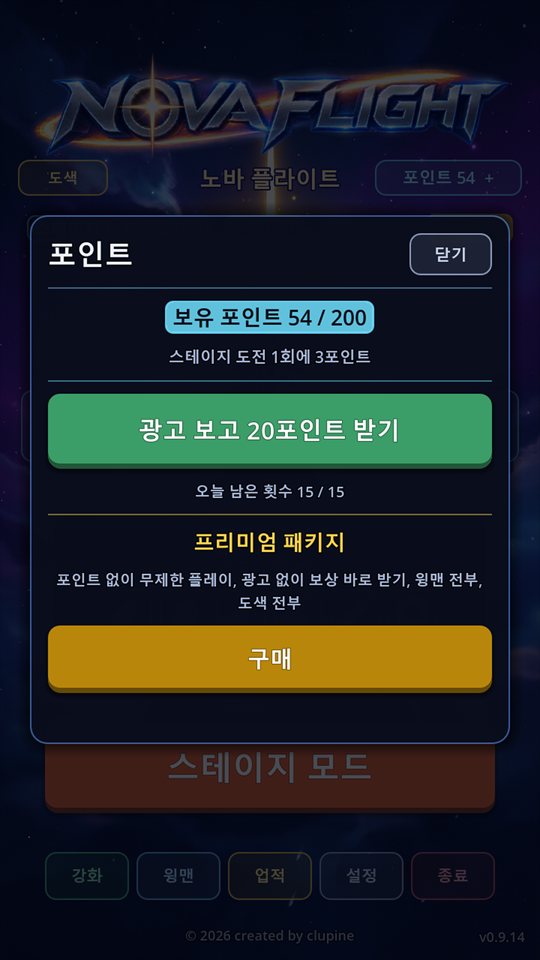 NOVA FLIGHT
도색
노바 플라이트
포인트 54 +
포인트
닫기
보유 포인트 54 / 200
스테이지 도전 1회에 3포인트
광고 보고 20포인트 받기
오늘 남은 횟수 15 / 15
프리미엄 패키지
포인트 없이 무제한 플레이, 광고 없이 보상 바로 받기, 윙맨 전부,
도색 전부
구매
스테이지 모드
강화
윙맨
업적
설정
종료
© 2026 created by clupine
v0.9.14